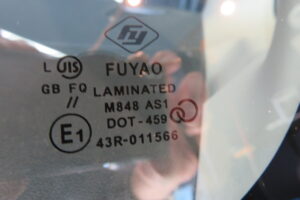 fy
L JIS FUYAO
GB FQ LAMINATED
// M848 AS1
E1 DOT-459
43R-011566